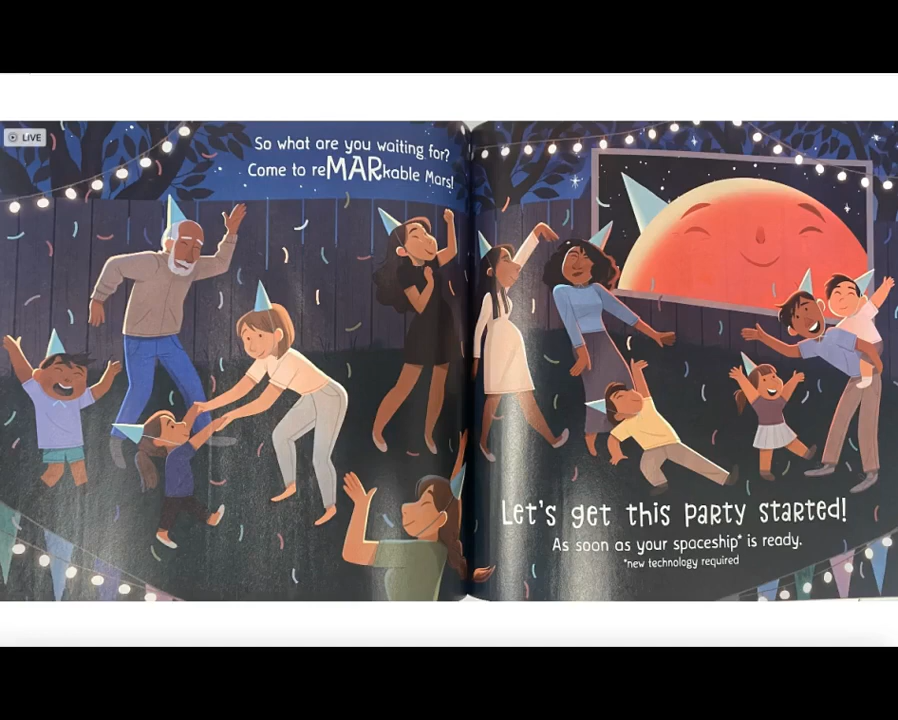 LIVE
So what are you waiting for?
Come to reMARkable Mars!
Let's get this party started!
As soon as your spaceship* is ready.
*new technology required